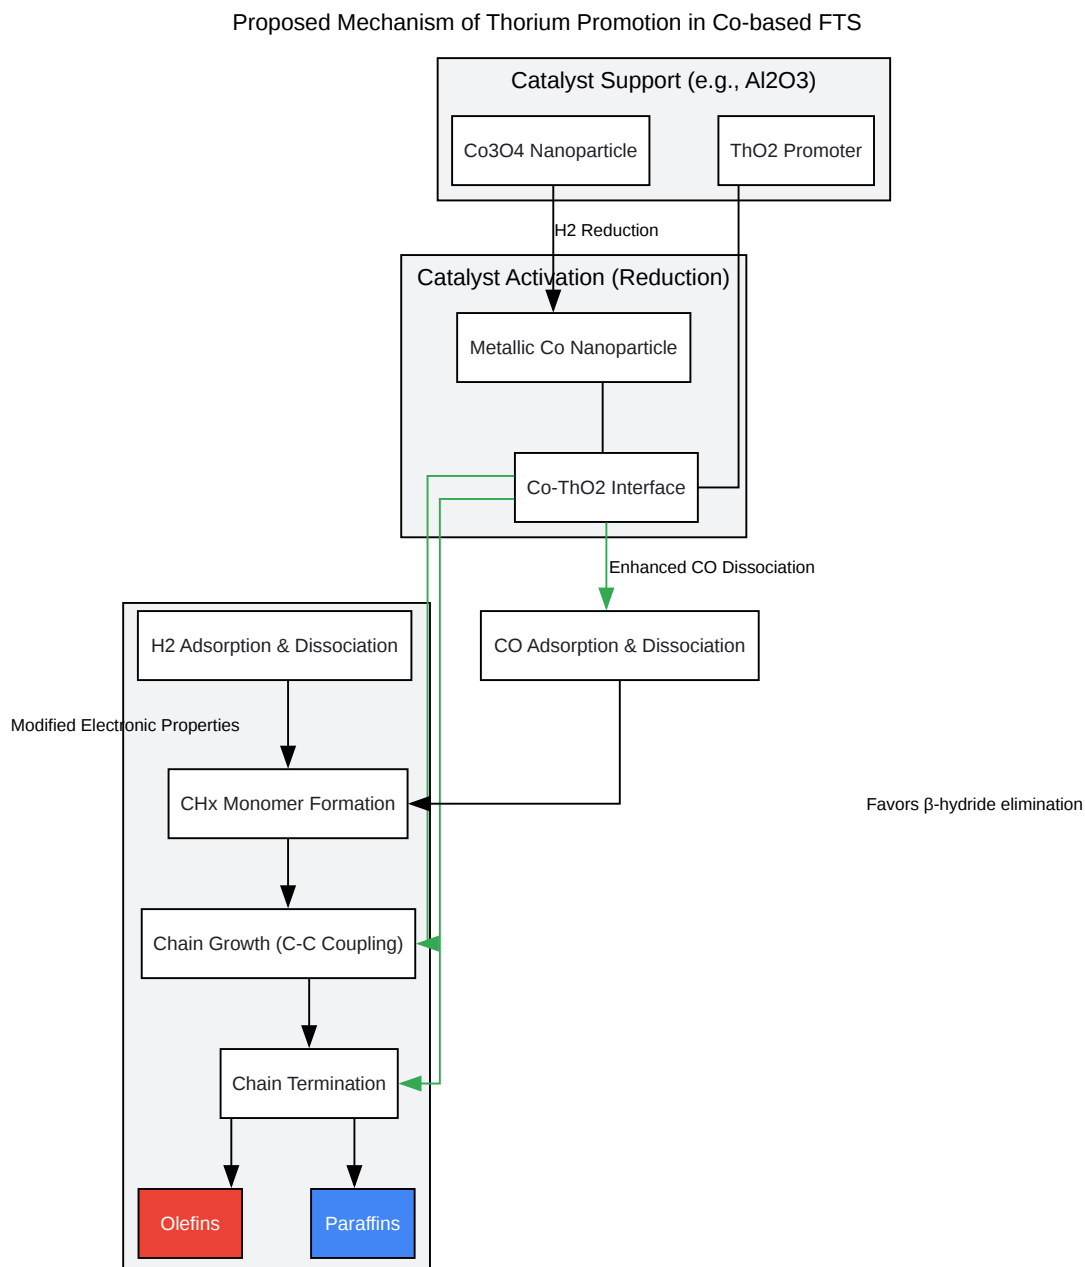 Proposed Mechanism of Thorium Promotion in Co-based FTS
Catalyst Support (e.g., Al2O3)
Co3O4 Nanoparticle
ThO2 Promoter
H2 Reduction
Catalyst Activation (Reduction)
Metallic Co Nanoparticle
Co-ThO2 Interface
Enhanced CO Dissociation
H2 Adsorption & Dissociation
CO Adsorption & Dissociation
Modified Electronic Properties
CHx Monomer Formation
Favors β-hydride elimination
Chain Growth (C-C Coupling)
Chain Termination
Olefins
Paraffins